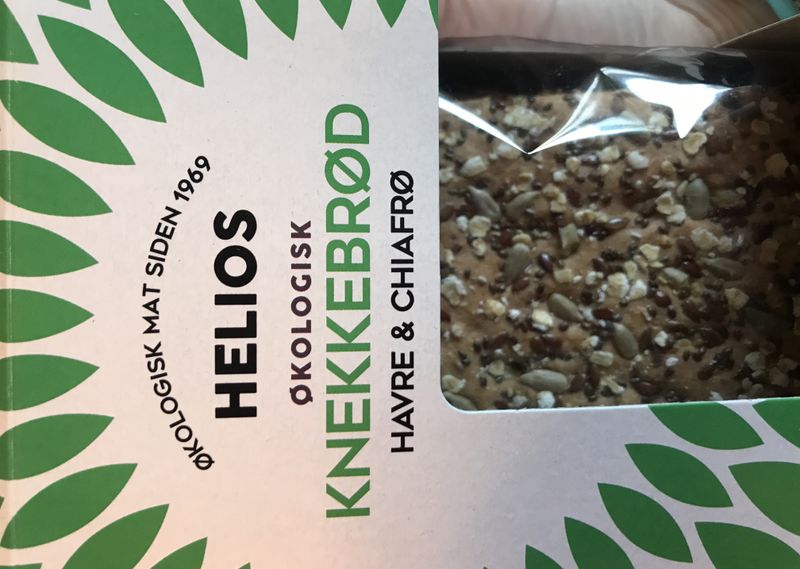 ØKOLOGISK MAT SIDEN 1969
HELIOS
ØKOLOGISK
KNEKKEBRØD
HAVRE & CHIAFRØ